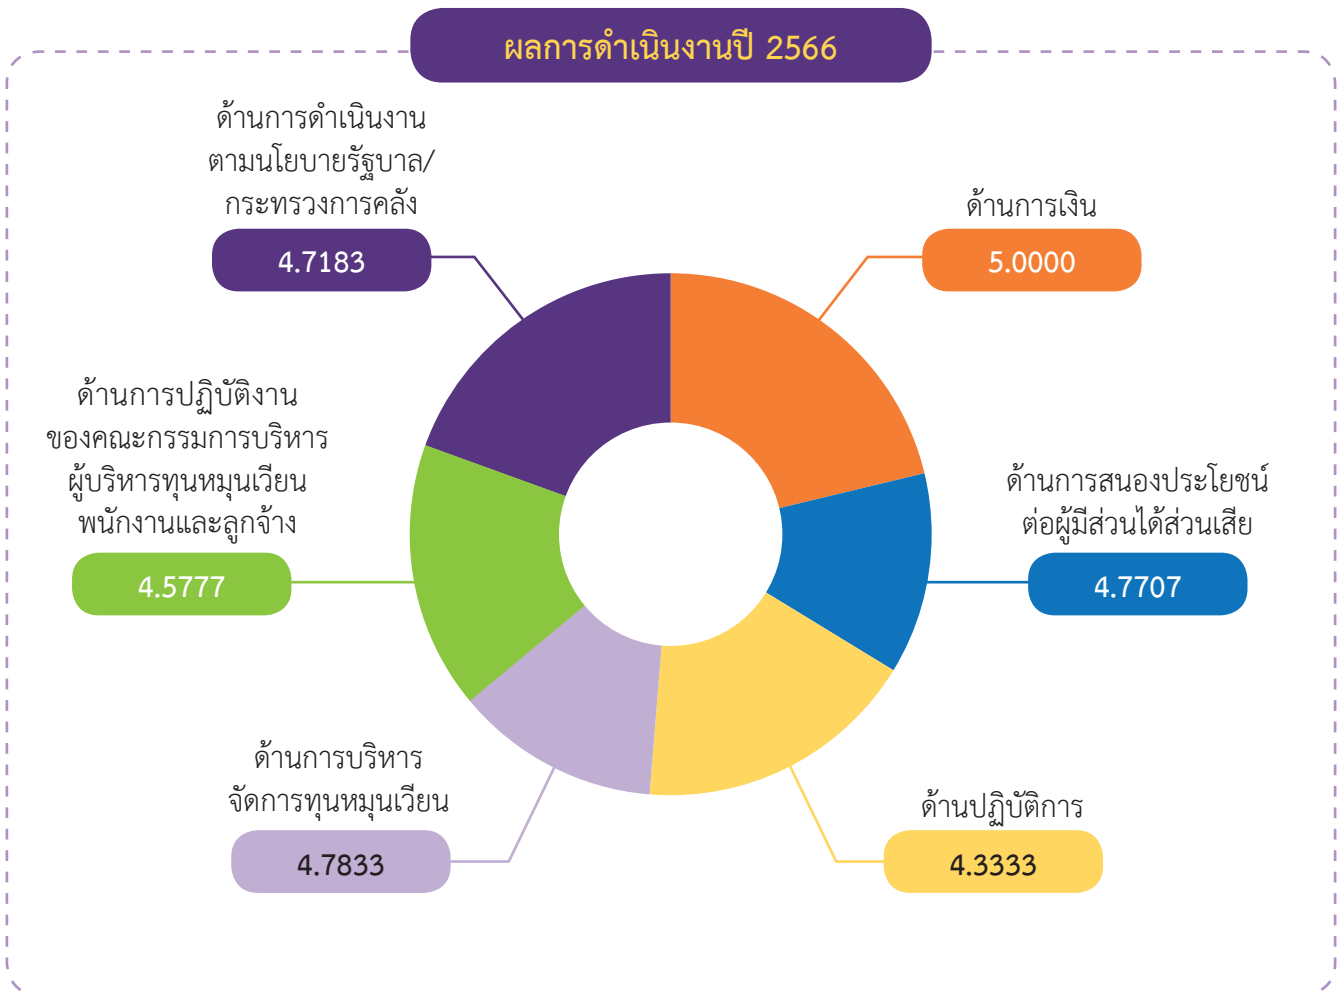 ผลการดำเนินงานปี 2566
ด้านการดำเนินงาน
ตามนโยบายรัฐบาล/
กระทรวงการคลัง
4.7183
ด้านการเงิน
5.0000
ด้านการปฏิบัติงาน
ของคณะกรรมการบริหาร
ผู้บริหารทุนหมุนเวียน
พนักงานและลูกจ้าง
4.5777
ด้านการสนองประโยชน์
ต่อผู้มีส่วนได้ส่วนเสีย
4.7707
ด้านการบริหาร
จัดการทุนหมุนเวียน
4.7833
ด้านปฏิบัติการ
4.3333